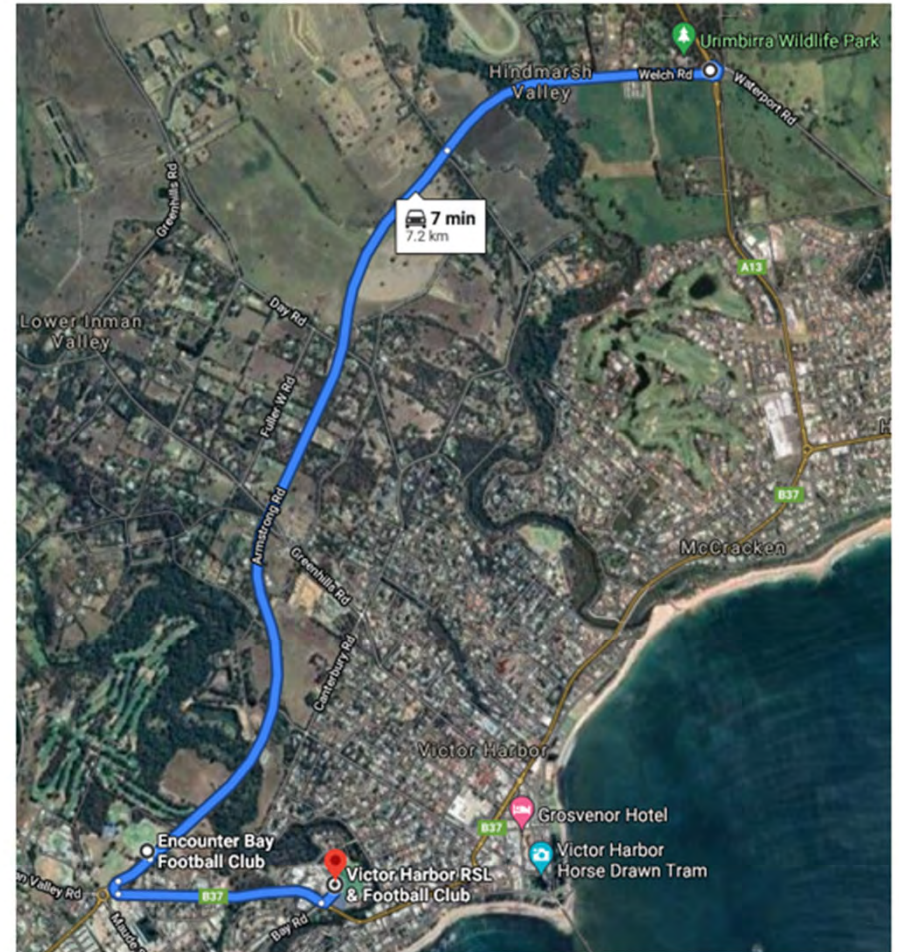 Urimbirra Wildlife Park
Hindmarsh
Valley
Welch Rd
Waterport Rd
Greenhills Rd
7 min
7.2 km
A13
Lower Inman
Valley
Day Rd
Fuller W Rd
B37
Armstrong Rd
McCracken
Greenhills Rd
Canterbury Rd
Victor Harbor
Grosvenor Hotel
B37
Encounter Bay
Football Club
Victor Harbor
Horse Drawn Tram
Victor Harbor RSL
& Football Club
Valley Rd
B37
Bay Rd